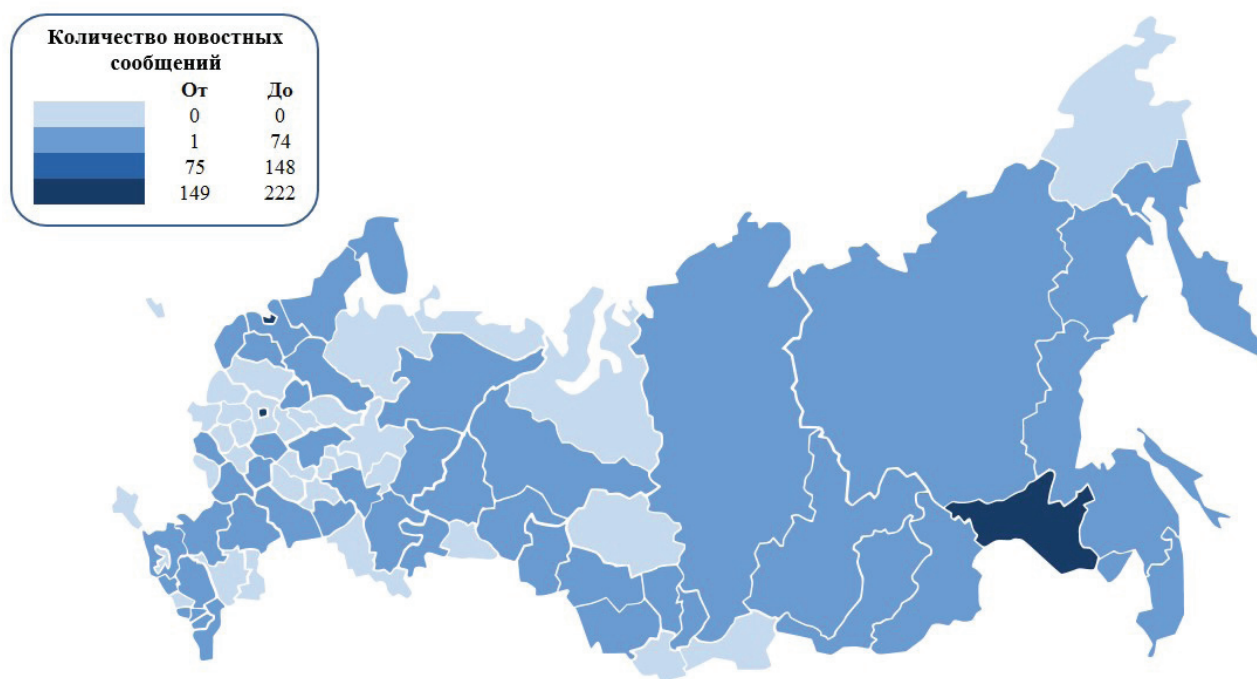 Количество новостных
сообщений
От До
0 0
1 74
75 148
149 222